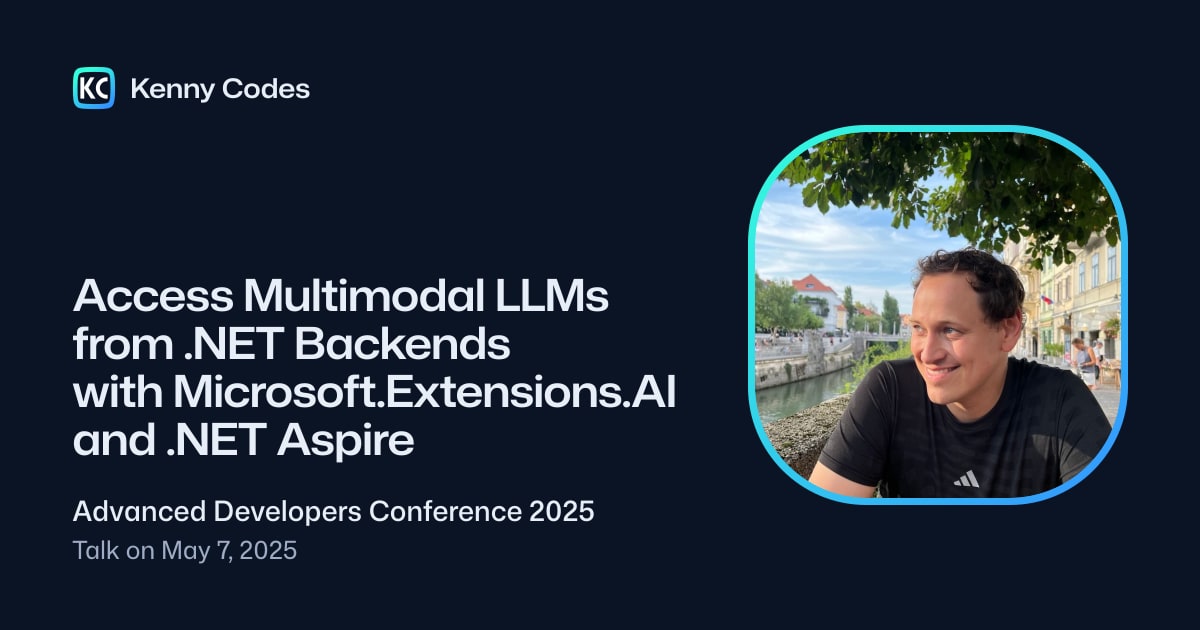 KC
Kenny Codes
Access Multimodal LLMs
from .NET Backends
with Microsoft.Extensions.AI
and .NET Aspire
Advanced Developers Conference 2025
Talk on May 7, 2025